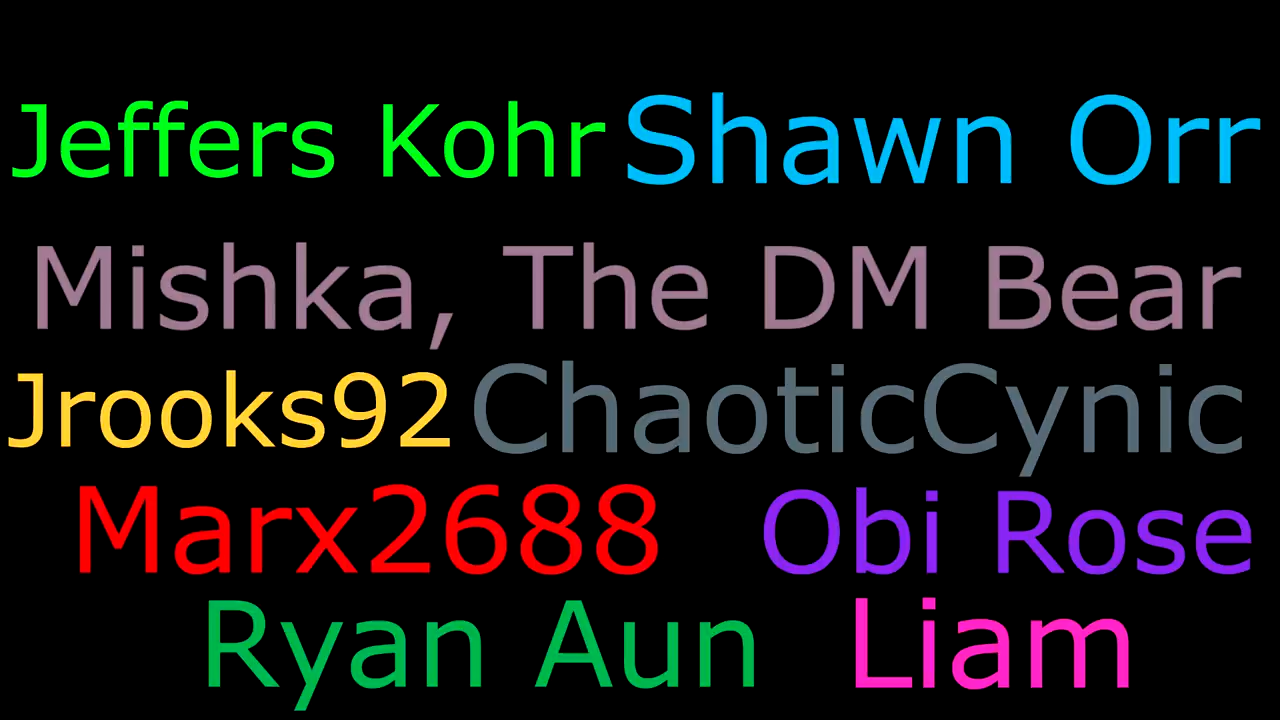 Jeffers Kohr Shawn Orr
Mishka, The DM Bear
Jrooks92 ChaoticCynic
Marx2688 Obi Rose
Ryan Aun Liam